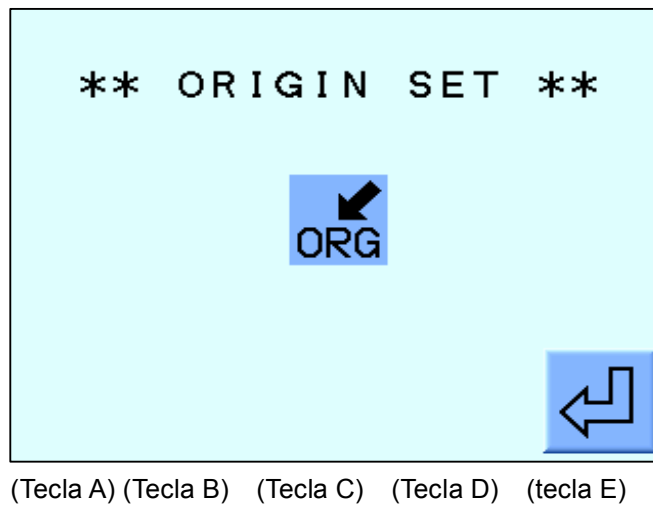 ** ORIGIN SET **
ORG
(Tecla A) (Tecla B) (Tecla C) (Tecla D) (tecla E)